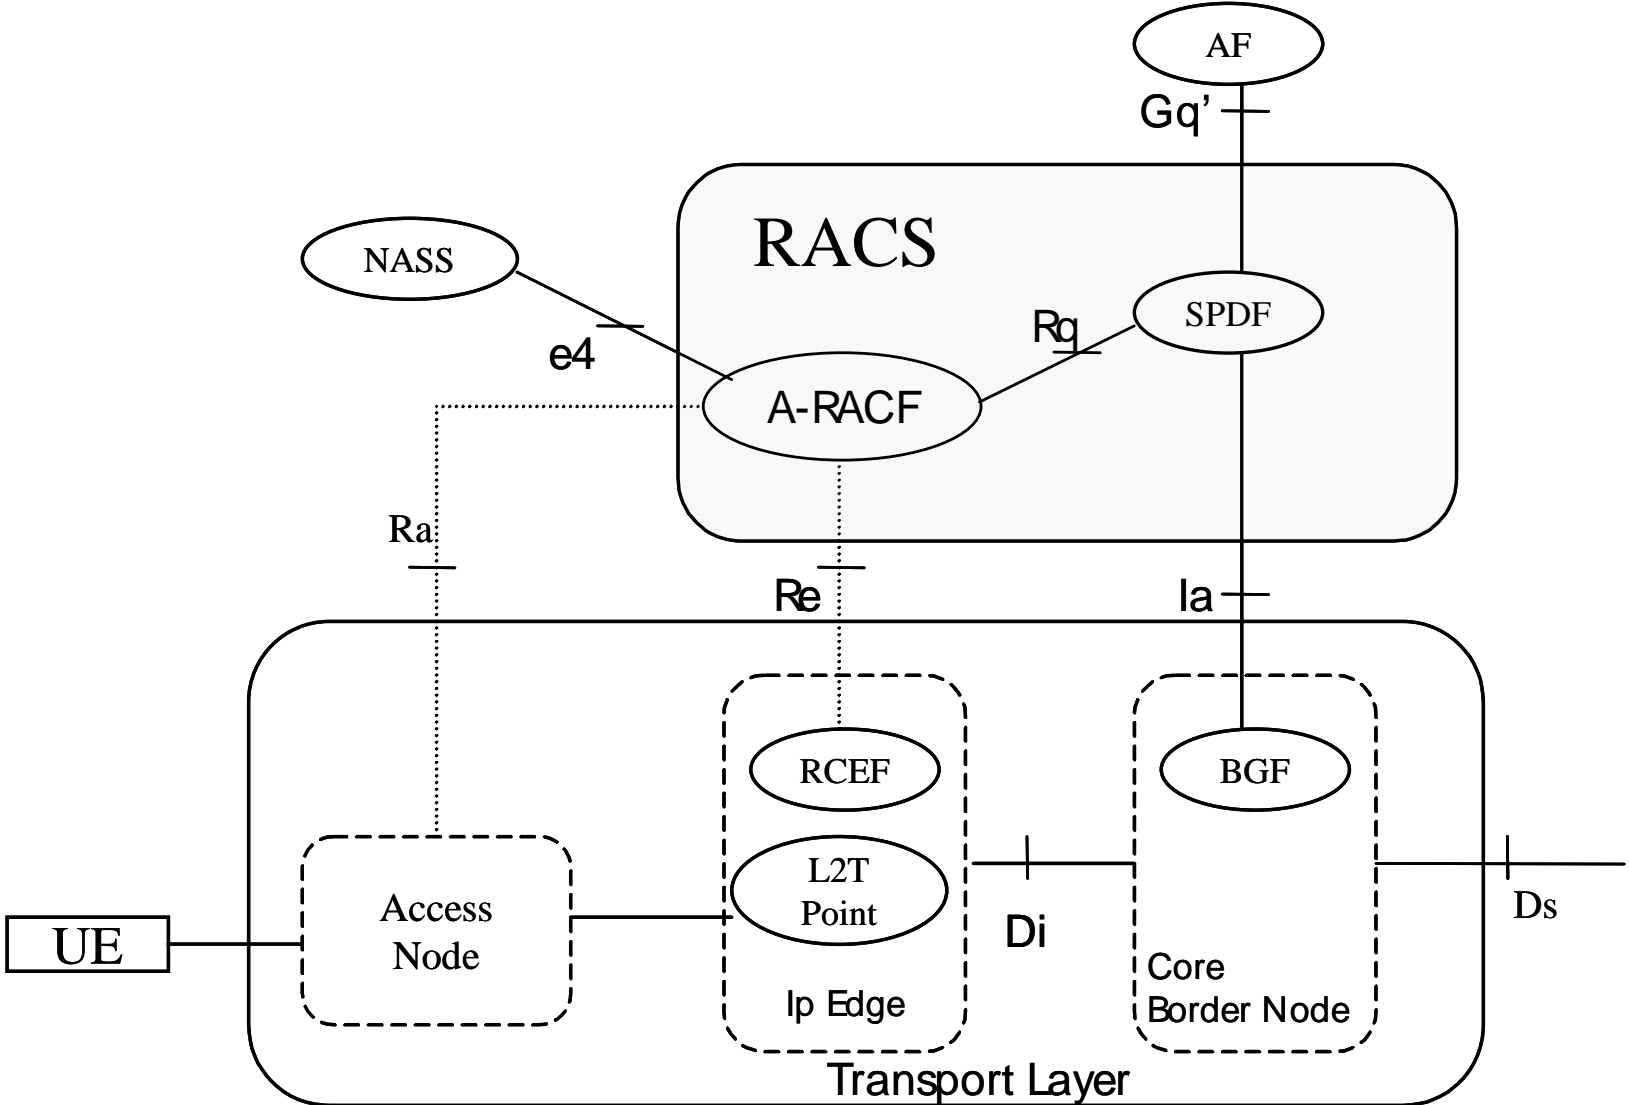 AF
Gq’
RACS
NASS
SPDF
Rq
e4
A-RACF
Ra
Re
Ia
RCEF
BGF
L2T
Point
Access
Node
UE
Di
Ds
Core
Border Node
Ip Edge
Transport Layer